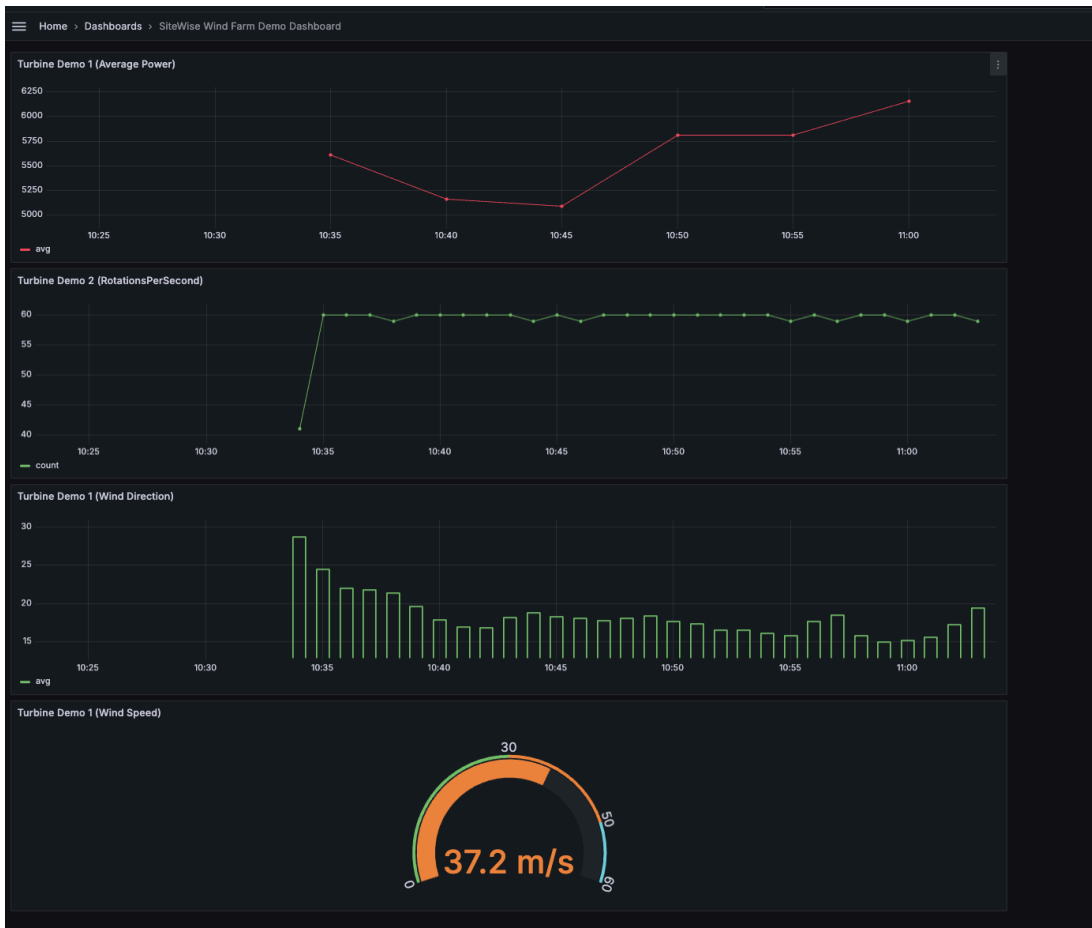 Home › Dashboards › SiteWise Wind Farm Demo Dashboard
Turbine Demo 1 (Average Power)
6250
6000
5750
5500
5250
5000
10:25 10:30 10:35 10:40 10:45 10:50 10:55 11:00
avg
Turbine Demo 2 (RotationsPerSecond)
60
55
50
45
40
10:25 10:30 10:35 10:40 10:45 10:50 10:55 11:00
count
Turbine Demo 1 (Wind Direction)
30
25
20
15
10:25 10:30 10:35 10:40 10:45 10:50 10:55 11:00
avg
Turbine Demo 1 (Wind Speed)
30
50
37.2 m/s
0 60